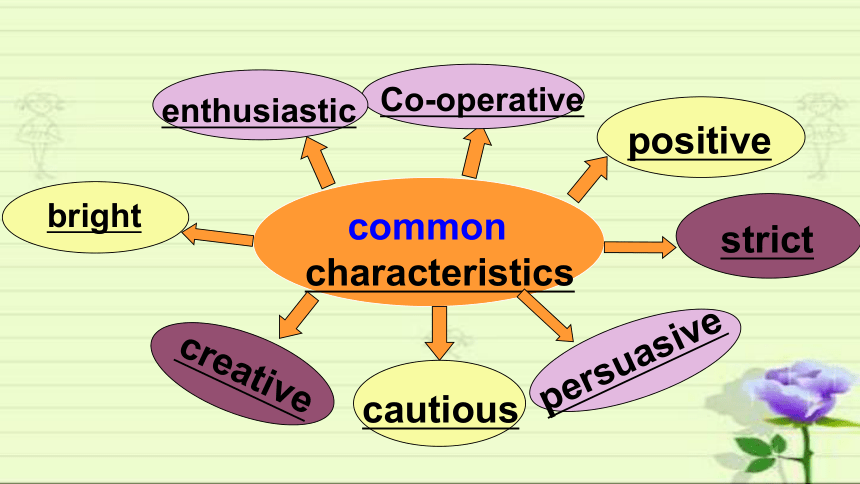 enthusiastic
Co-operative
positive
bright
common
characteristics
strict
creative
cautious
persuasive